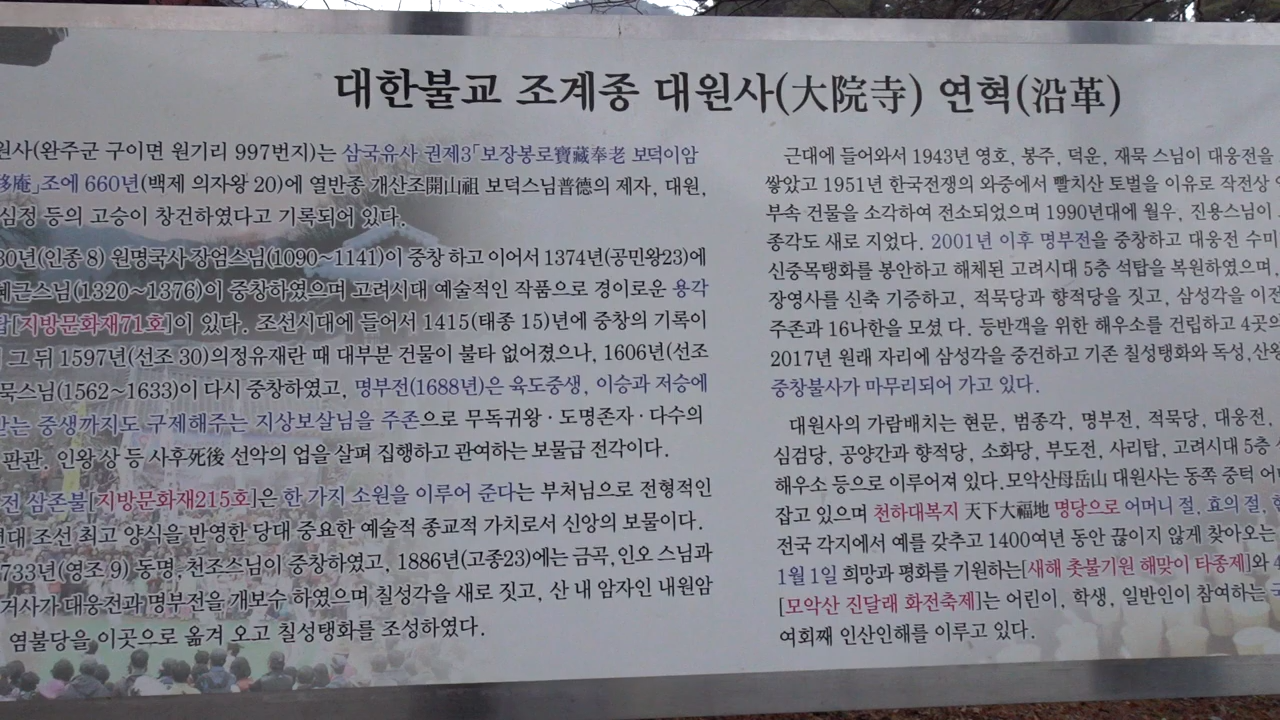 대한불교 조계종 대원사(大院寺) 연혁(沿革)
원사(완주군 구이면 원기리 997번지)는 삼국유사 권제3「보장봉로寶藏奉老 보덕이암
移庵」조에 660년(백제 의자왕 20)에 열반종 개산조開山祖 보덕스님普德의 제자, 대원,
심정 등의 고승이 창건하였다고 기록되어 있다.
30년(인종 8) 원명국사 장엄스님(1090~1141)이 중창 하고 이어서 1374년(공민왕23)에
혜근스님(1320~1376)이 중창하였으며 고려시대 예술적인 작품으로 경이로운 용각
탑[지방문화재71호]이 있다. 조선시대에 들어서 1415(태종 15)년에 중창의 기록이
그 뒤 1597년(선조 30)의정유재란 때 대부분 건물이 불타 없어졌으나, 1606년(선조
묵스님(1562~1633)이 다시 중창하였고, 명부전(1688년)은 육도중생, 이승과 저승에
받는 중생까지도 구제해주는 지상보살님을 주존으로 무독귀왕·도명존자·다수의
판관. 인왕 상 등 사후死後 선악의 업을 살펴 집행하고 관여하는 보물급 전각이다.
전 삼존불[지방문화재215호]은 한 가지 소원을 이루어 준다는 부처님으로 전형적인
대 조선 최고 양식을 반영한 당대 중요한 예술적 종교적 가치로서 신앙의 보물이다.
733년(영조 9) 동명, 천조스님이 중창하였고, 1886년(고종23)에는 금곡, 인오 스님과
거사가 대웅전과 명부전을 개보수 하였으며 칠성각을 새로 짓고, 산 내 암자인 내원암
염불당을 이곳으로 옮겨 오고 칠성탱화를 조성하였다.
근대에 들어와서 1943년 영호, 봉주, 덕운, 재묵 스님이 대웅전을
쌓았고 1951년 한국전쟁의 와중에서 빨치산 토벌을 이유로 작전상
부속 건물을 소각하여 전소되었으며 1990년대에 월우, 진용스님이
종각도 새로 지었다. 2001년 이후 명부전을 중창하고 대웅전 수미
신중목탱화를 봉안하고 해체된 고려시대 5층 석탑을 복원하였으며,
장영사를 신축 기증하고, 적묵당과 향적당을 짓고, 삼성각을 이전
주존과 16나한을 모셨 다. 등반객을 위한 해우소를 건립하고 4곳의
2017년 원래 자리에 삼성각을 중건하고 기존 칠성탱화와 독성,산왕
중창불사가 마무리되어 가고 있다.
대원사의 가람배치는 현문, 범종각, 명부전, 적묵당, 대웅전,
심검당, 공양간과 향적당, 소화당, 부도전, 사리탑, 고려시대 5층
해우소 등으로 이루어져 있다.모악산母岳山 대원사는 동쪽 중턱 어
잡고 있으며 천하대복지 天下大福地 명당으로 어머니 절. 효의 절.
전국 각지에서 예를 갖추고 1400여년 동안 끊이지 않게 찾아오는
1월 1일 희망과 평화를 기원하는[새해 촛불기원 해맞이 타종제]와 4
[모악산 진달래 화전축제]는 어린이, 학생, 일반인이 참여하는
여회째 인산인해를 이루고 있다.